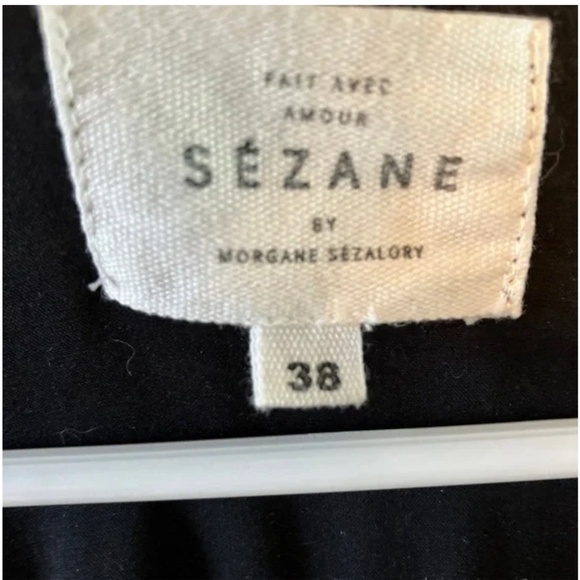 FAIT AVEC
AMOUR
SÉZANE
BY
MORGANE SÉZALORY
38